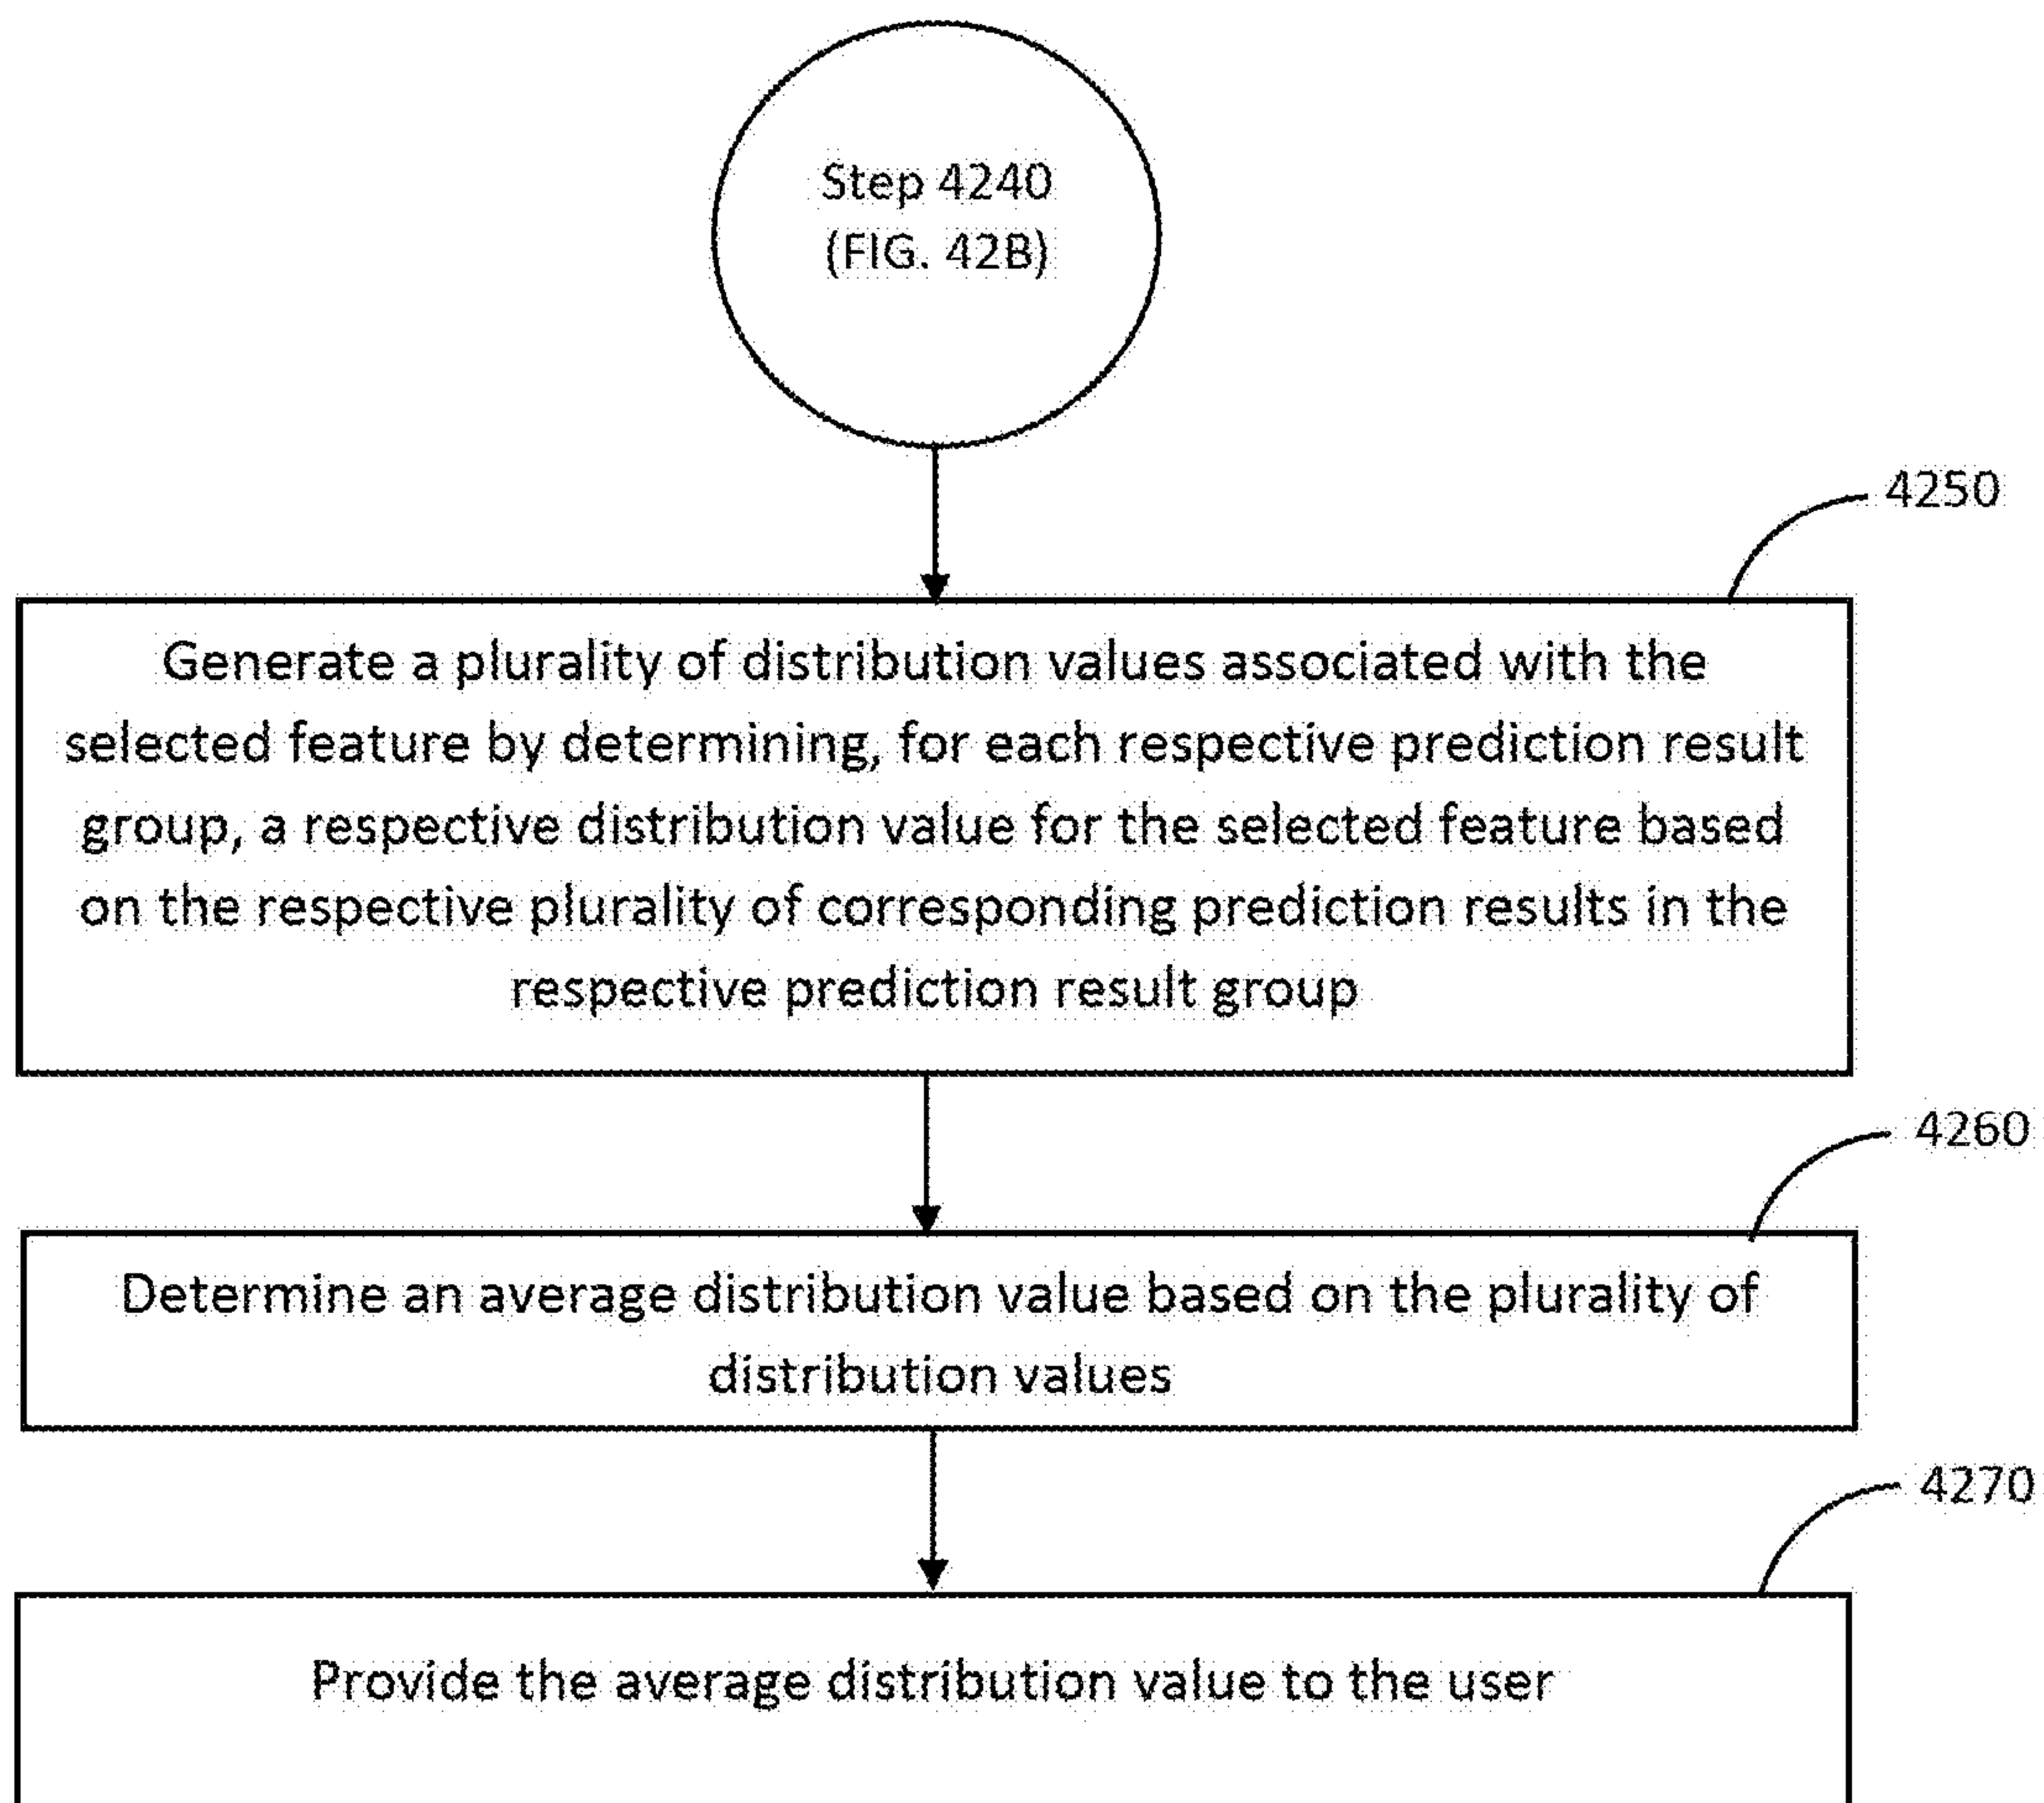 Step 4240
(FIG. 42B)
4250
Generate a plurality of distribution values associated with the
selected feature by determining, for each respective prediction result
group, a respective distribution value for the selected feature based
on the respective plurality of corresponding prediction results in the
respective prediction result group
4260
Determine an average distribution value based on the plurality of
distribution values
4270
Provide the average distribution value to the user